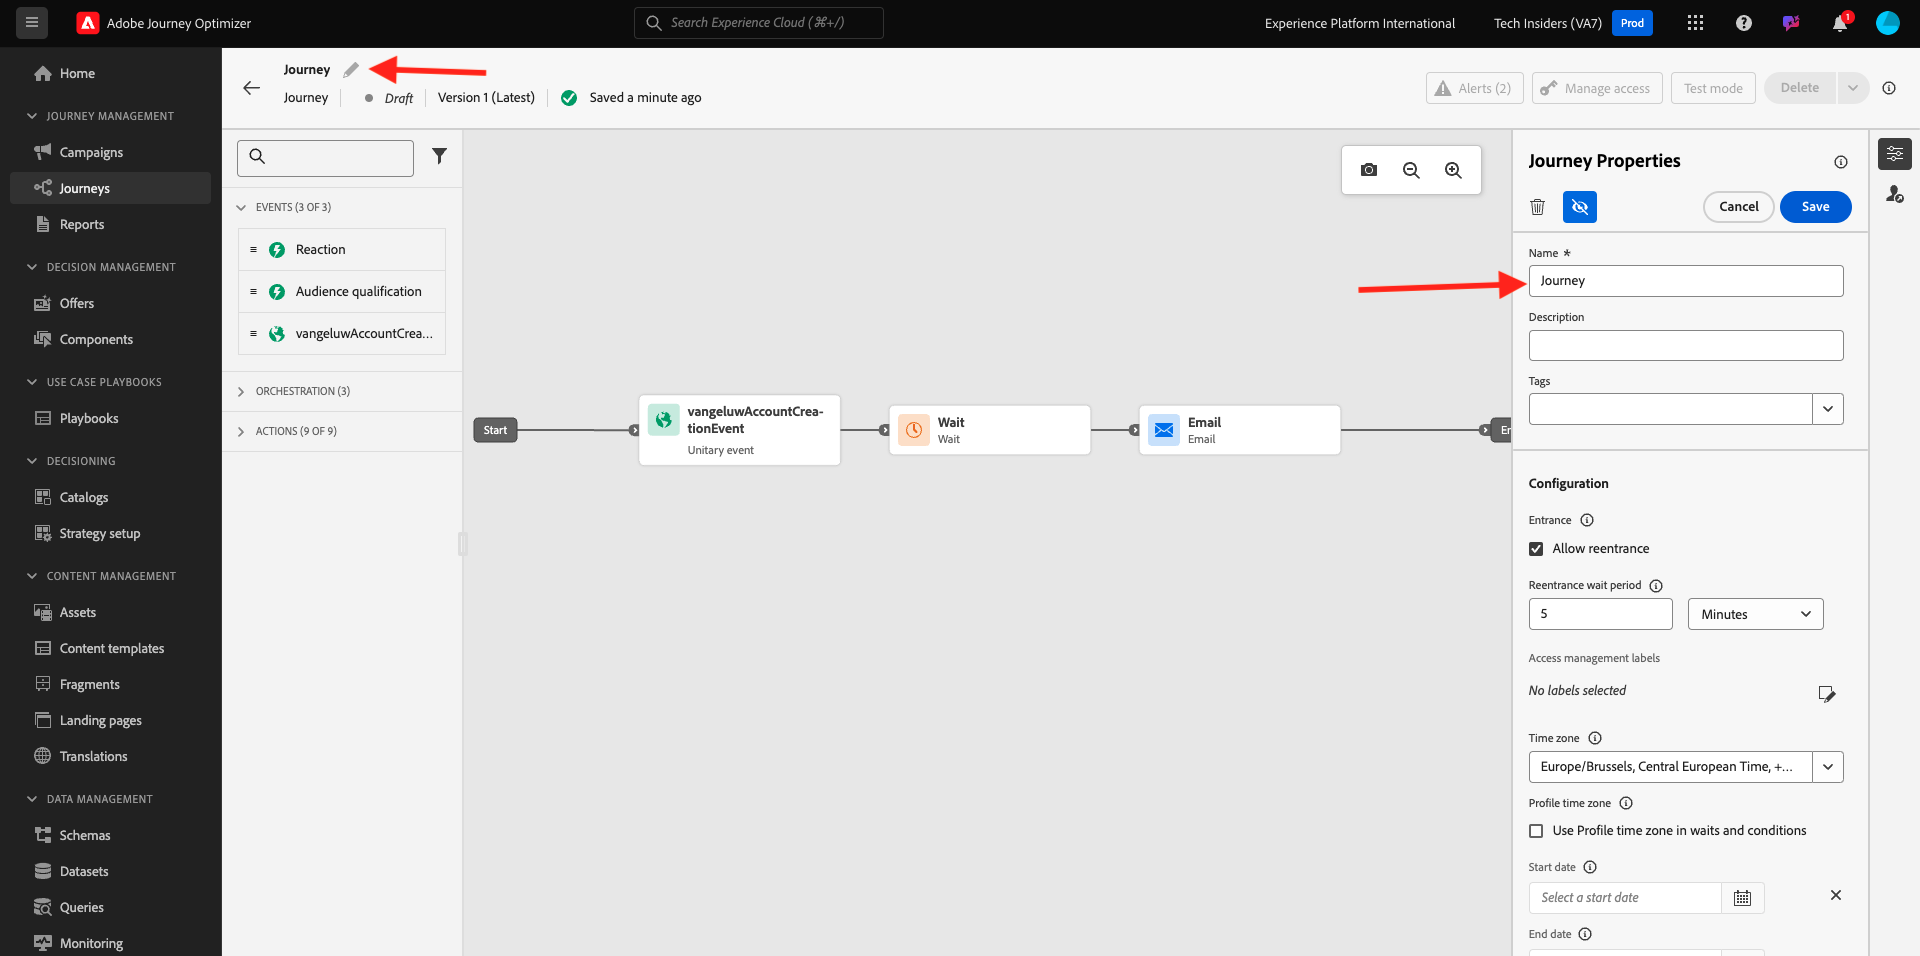 Adobe Journey Optimizer
Search Experience Cloud (⌘+/)
Experience Platform International
Tech Insiders (VA7)
Prod
1
Home
JOURNEY MANAGEMENT
Campaigns
Journeys
Reports
DECISION MANAGEMENT
Offers
Components
USE CASE PLAYBOOKS
Playbooks
DECISIONING
Catalogs
Strategy setup
CONTENT MANAGEMENT
Assets
Content templates
Fragments
Landing pages
Translations
DATA MANAGEMENT
Schemas
Datasets
Queries
Monitoring
Journey
Journey
Draft
Version 1 (Latest)
Saved a minute ago
Alerts (2)
Manage access
Test mode
Delete
EVENTS (3 OF 3)
Reaction
Audience qualification
vangeluwAccountCrea...
ORCHESTRATION (3)
ACTIONS (9 OF 9)
Start
vangeluwAccountCrea-
tionEvent
Unitary event
Wait
Wait
Email
Email
En
Journey Properties
Cancel
Save
Name *
Journey
Description
Tags
Configuration
Entrance
Allow reentrance
Reentrance wait period
5
Minutes
Access management labels
No labels selected
Time zone
Europe/Brussels, Central European Time, +...
Profile time zone
Use Profile time zone in waits and conditions
Start date
Select a start date
End date